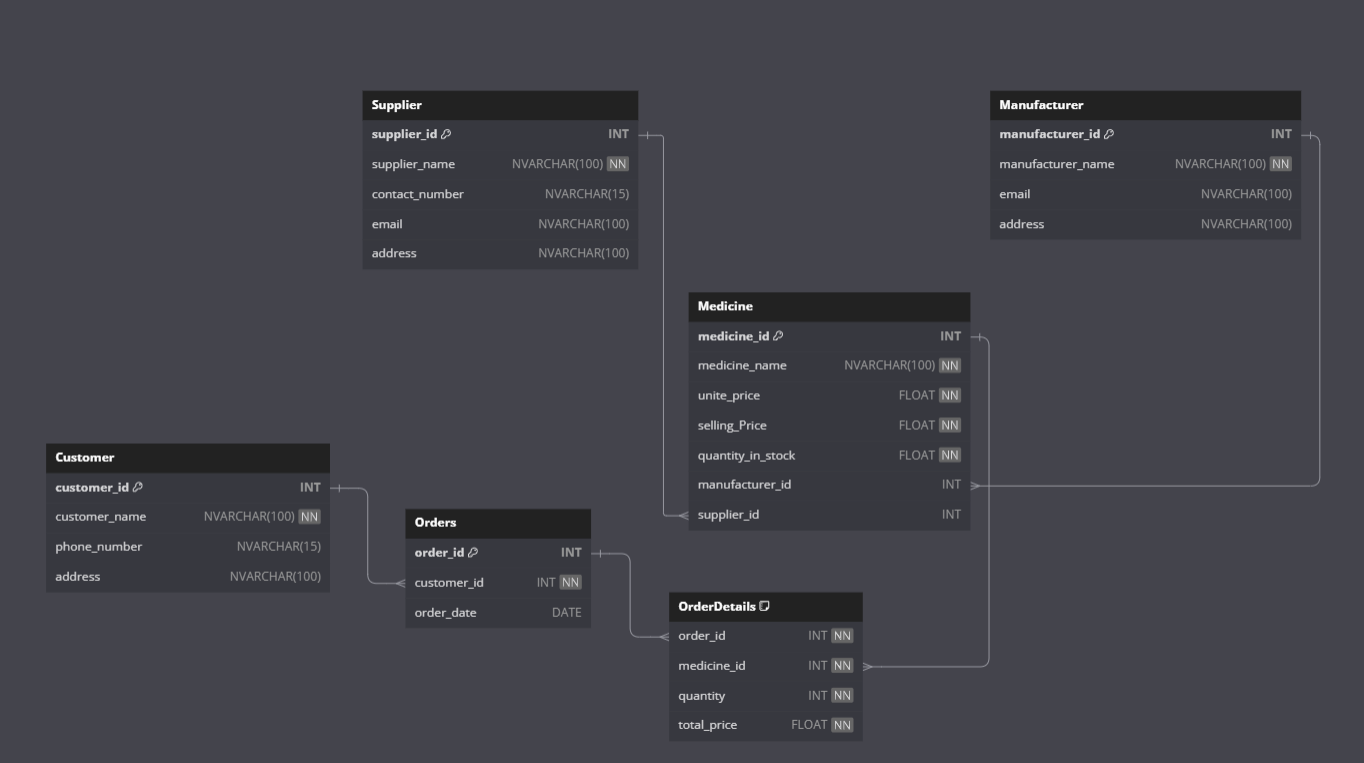 Supplier
supplier_id INT
supplier_name NVARCHAR(100) NN
contact_number NVARCHAR(15)
email NVARCHAR(100)
address NVARCHAR(100)
Manufacturer
manufacturer_id INT
manufacturer_name NVARCHAR(100) NN
email NVARCHAR(100)
address NVARCHAR(100)
Medicine
medicine_id INT
medicine_name NVARCHAR(100) NN
unite_price FLOAT NN
selling_Price FLOAT NN
quantity_in_stock FLOAT NN
manufacturer_id INT
supplier_id INT
Customer
customer_id INT
customer_name NVARCHAR(100) NN
phone_number NVARCHAR(15)
address NVARCHAR(100)
Orders
order_id INT
customer_id INT NN
order_date DATE
OrderDetails
order_id INT NN
medicine_id INT NN
quantity INT NN
total_price FLOAT NN